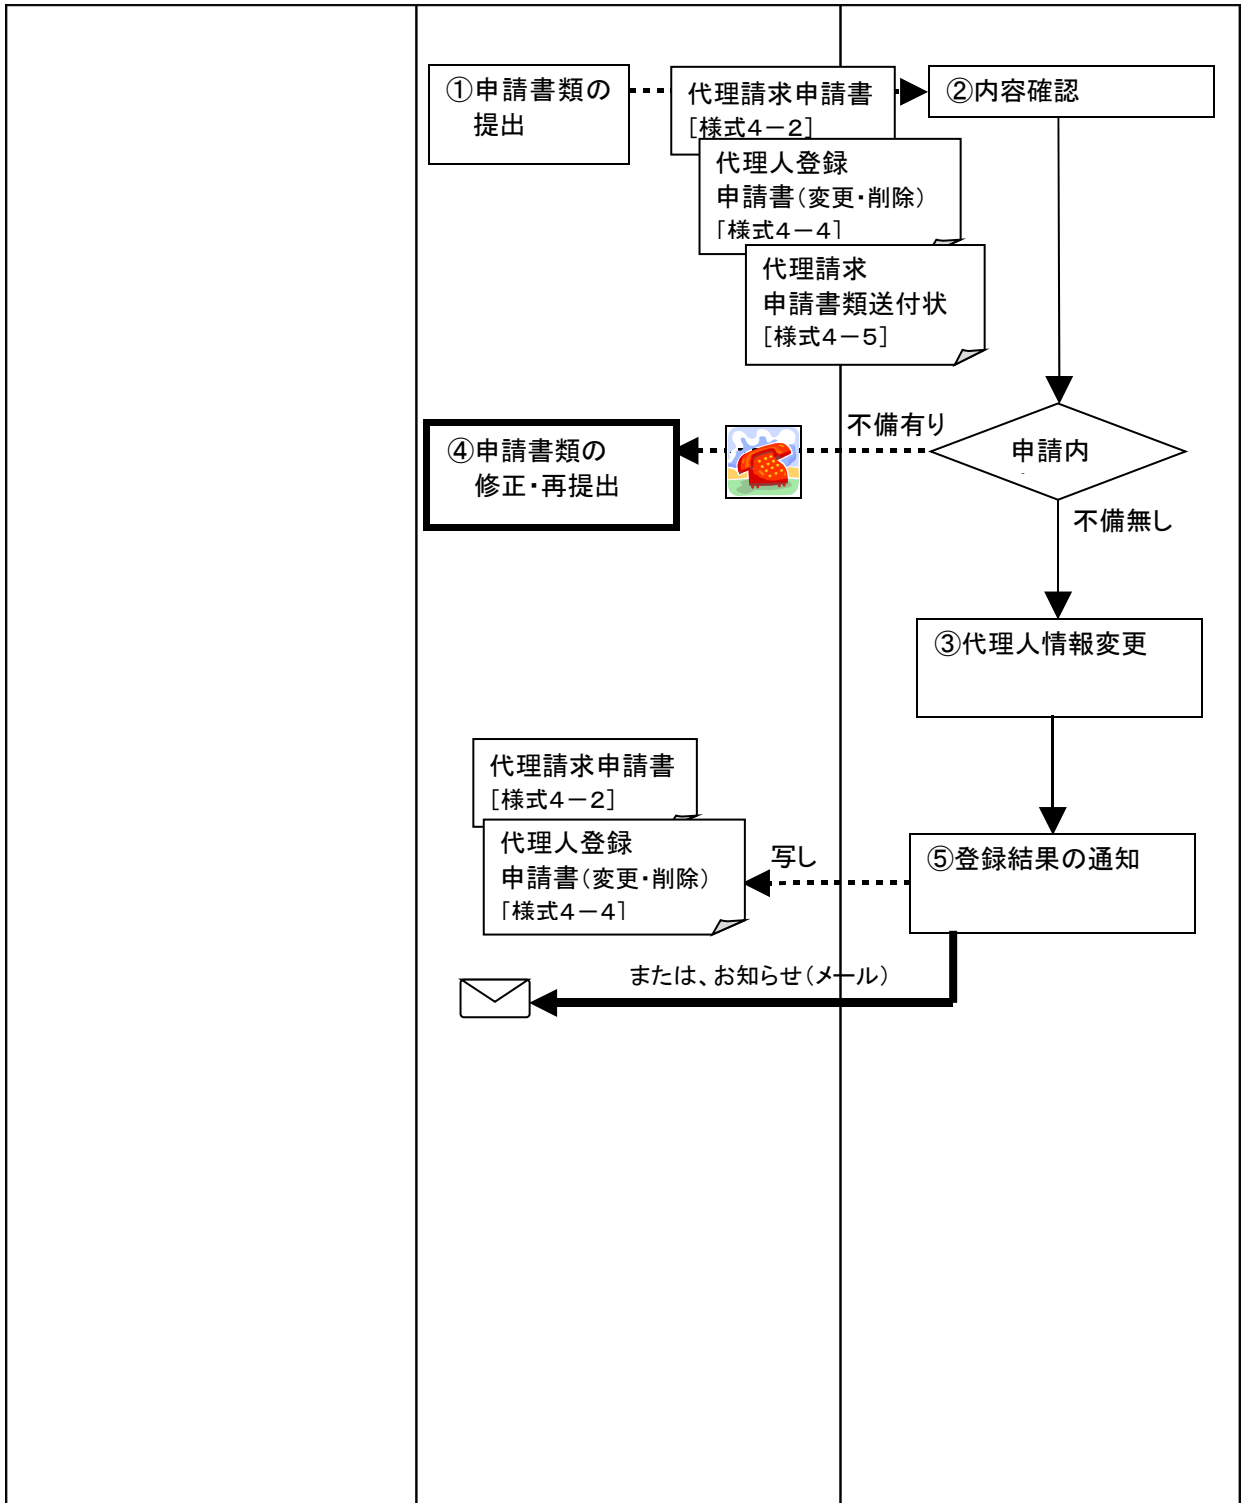 ①申請書類の
提出
代理請求申請書
[様式4－2]
代理人登録
申請書（変更・削除）
[様式4－4]
代理請求
申請書類送付状
[様式4－5]
②内容確認
不備有り
申請内
④申請書類の
修正・再提出
不備無し
③代理人情報変更
代理請求申請書
[様式4－2]
代理人登録
申請書（変更・削除）
[様式4－4]
写し
⑤登録結果の通知
または、お知らせ（メール）